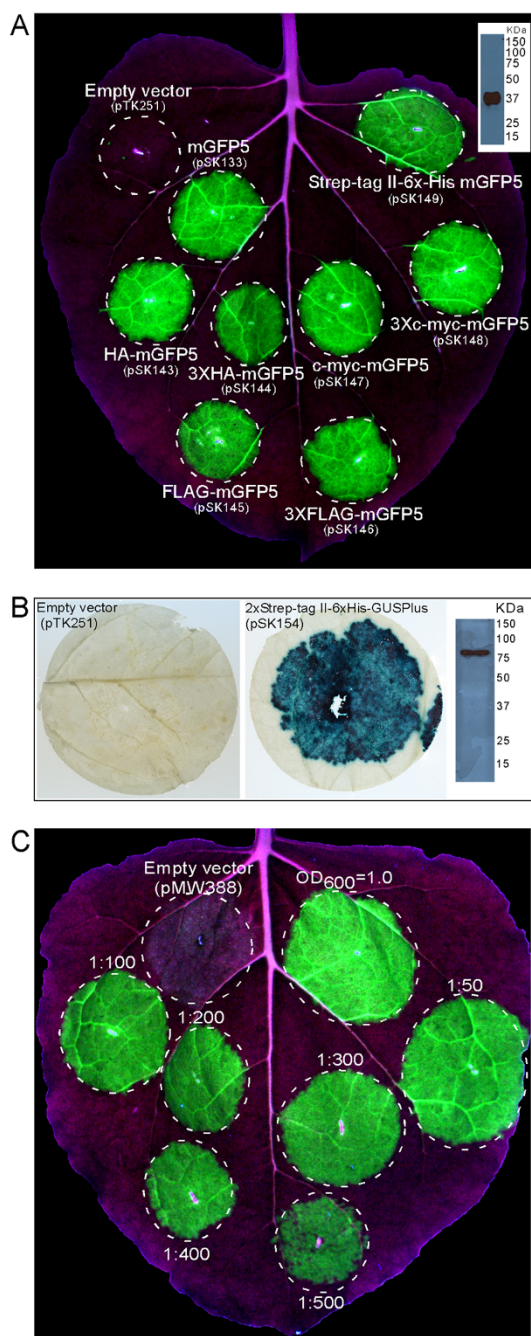 A
KDa
150
100
75
50
37
25
15
Empty vector
(pTK251)
mGFP5
(pSK133)
Strep-tag II-6x-His mGFP5
(pSK149)
HA-mGFP5
(pSK143)
3XHA-mGFP5
(pSK144)
c-myc-mGFP5
(pSK147)
3Xc-myc-mGFP5
(pSK148)
FLAG-mGFP5
(pSK145)
3XFLAG-mGFP5
(pSK146)
B
Empty vector
(pTK251)
2xStrep-tag II-6xHis-GUSPlus
(pSK154)
KDa
150
100
75
50
37
25
15
C
Empty vector
(pMW388)
OD600=1.0
1:100
1:200
1:50
1:300
1:400
1:500